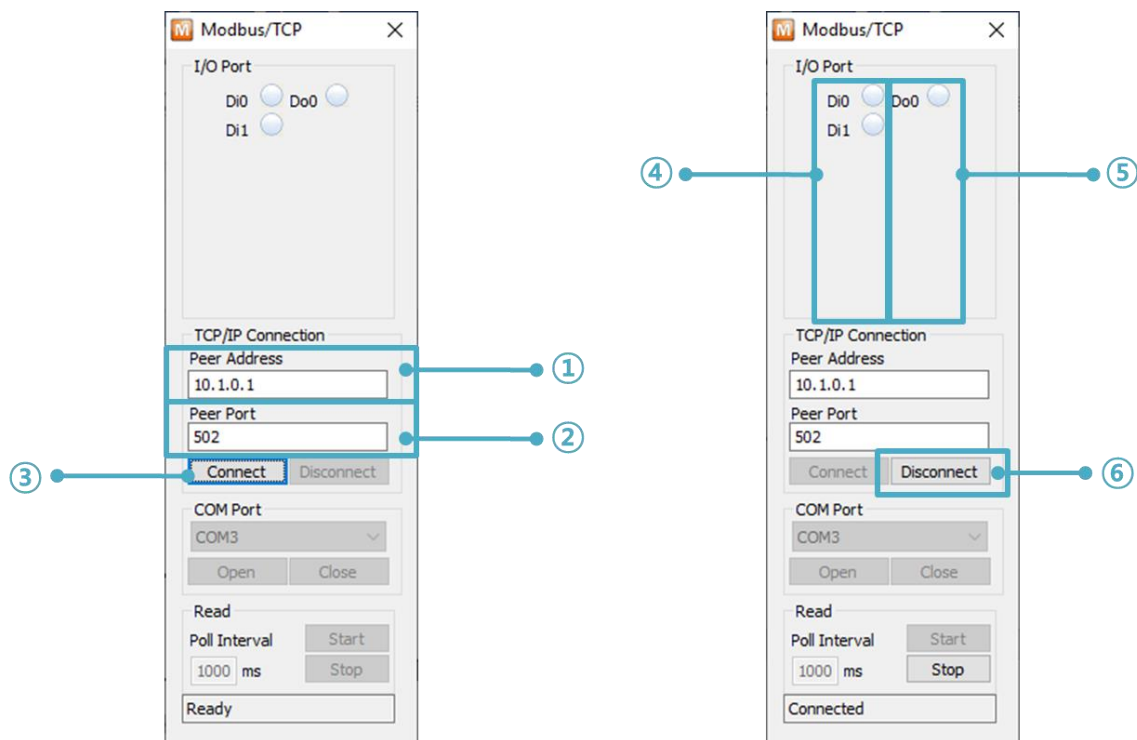 Modbus/TCP
I/O Port
Di0 Do0
Di1
TCP/IP Connection
Peer Address
10.1.0.1
①
Peer Port
502
②
③
Connect Disconnect
COM Port
COM3
Open Close
Read
Poll Interval Start
1000 ms Stop
Ready
Modbus/TCP
I/O Port
Di0 Do0
Di1
④
⑤
TCP/IP Connection
Peer Address
10.1.0.1
Peer Port
502
Connect Disconnect
⑥
COM Port
COM3
Open Close
Read
Poll Interval Start
1000 ms Stop
Connected